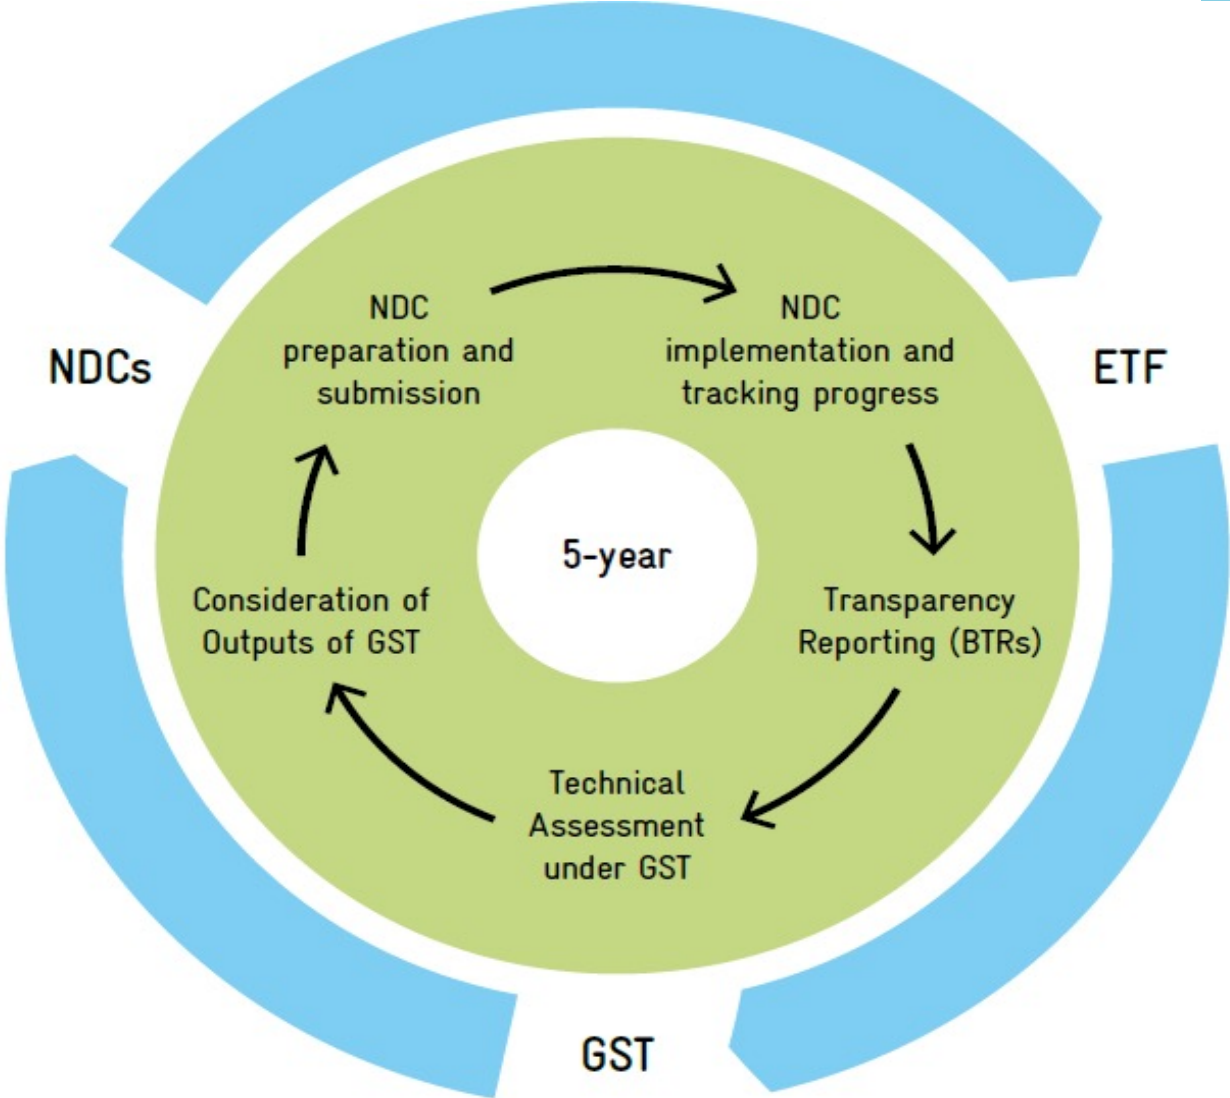 NDC
preparation and
submission
NDC
implementation and
tracking progress
NDCs
ETF
5-year
Consideration of
Outputs of GST
Transparency
Reporting (BTRs)
Technical
Assessment
under GST
GST